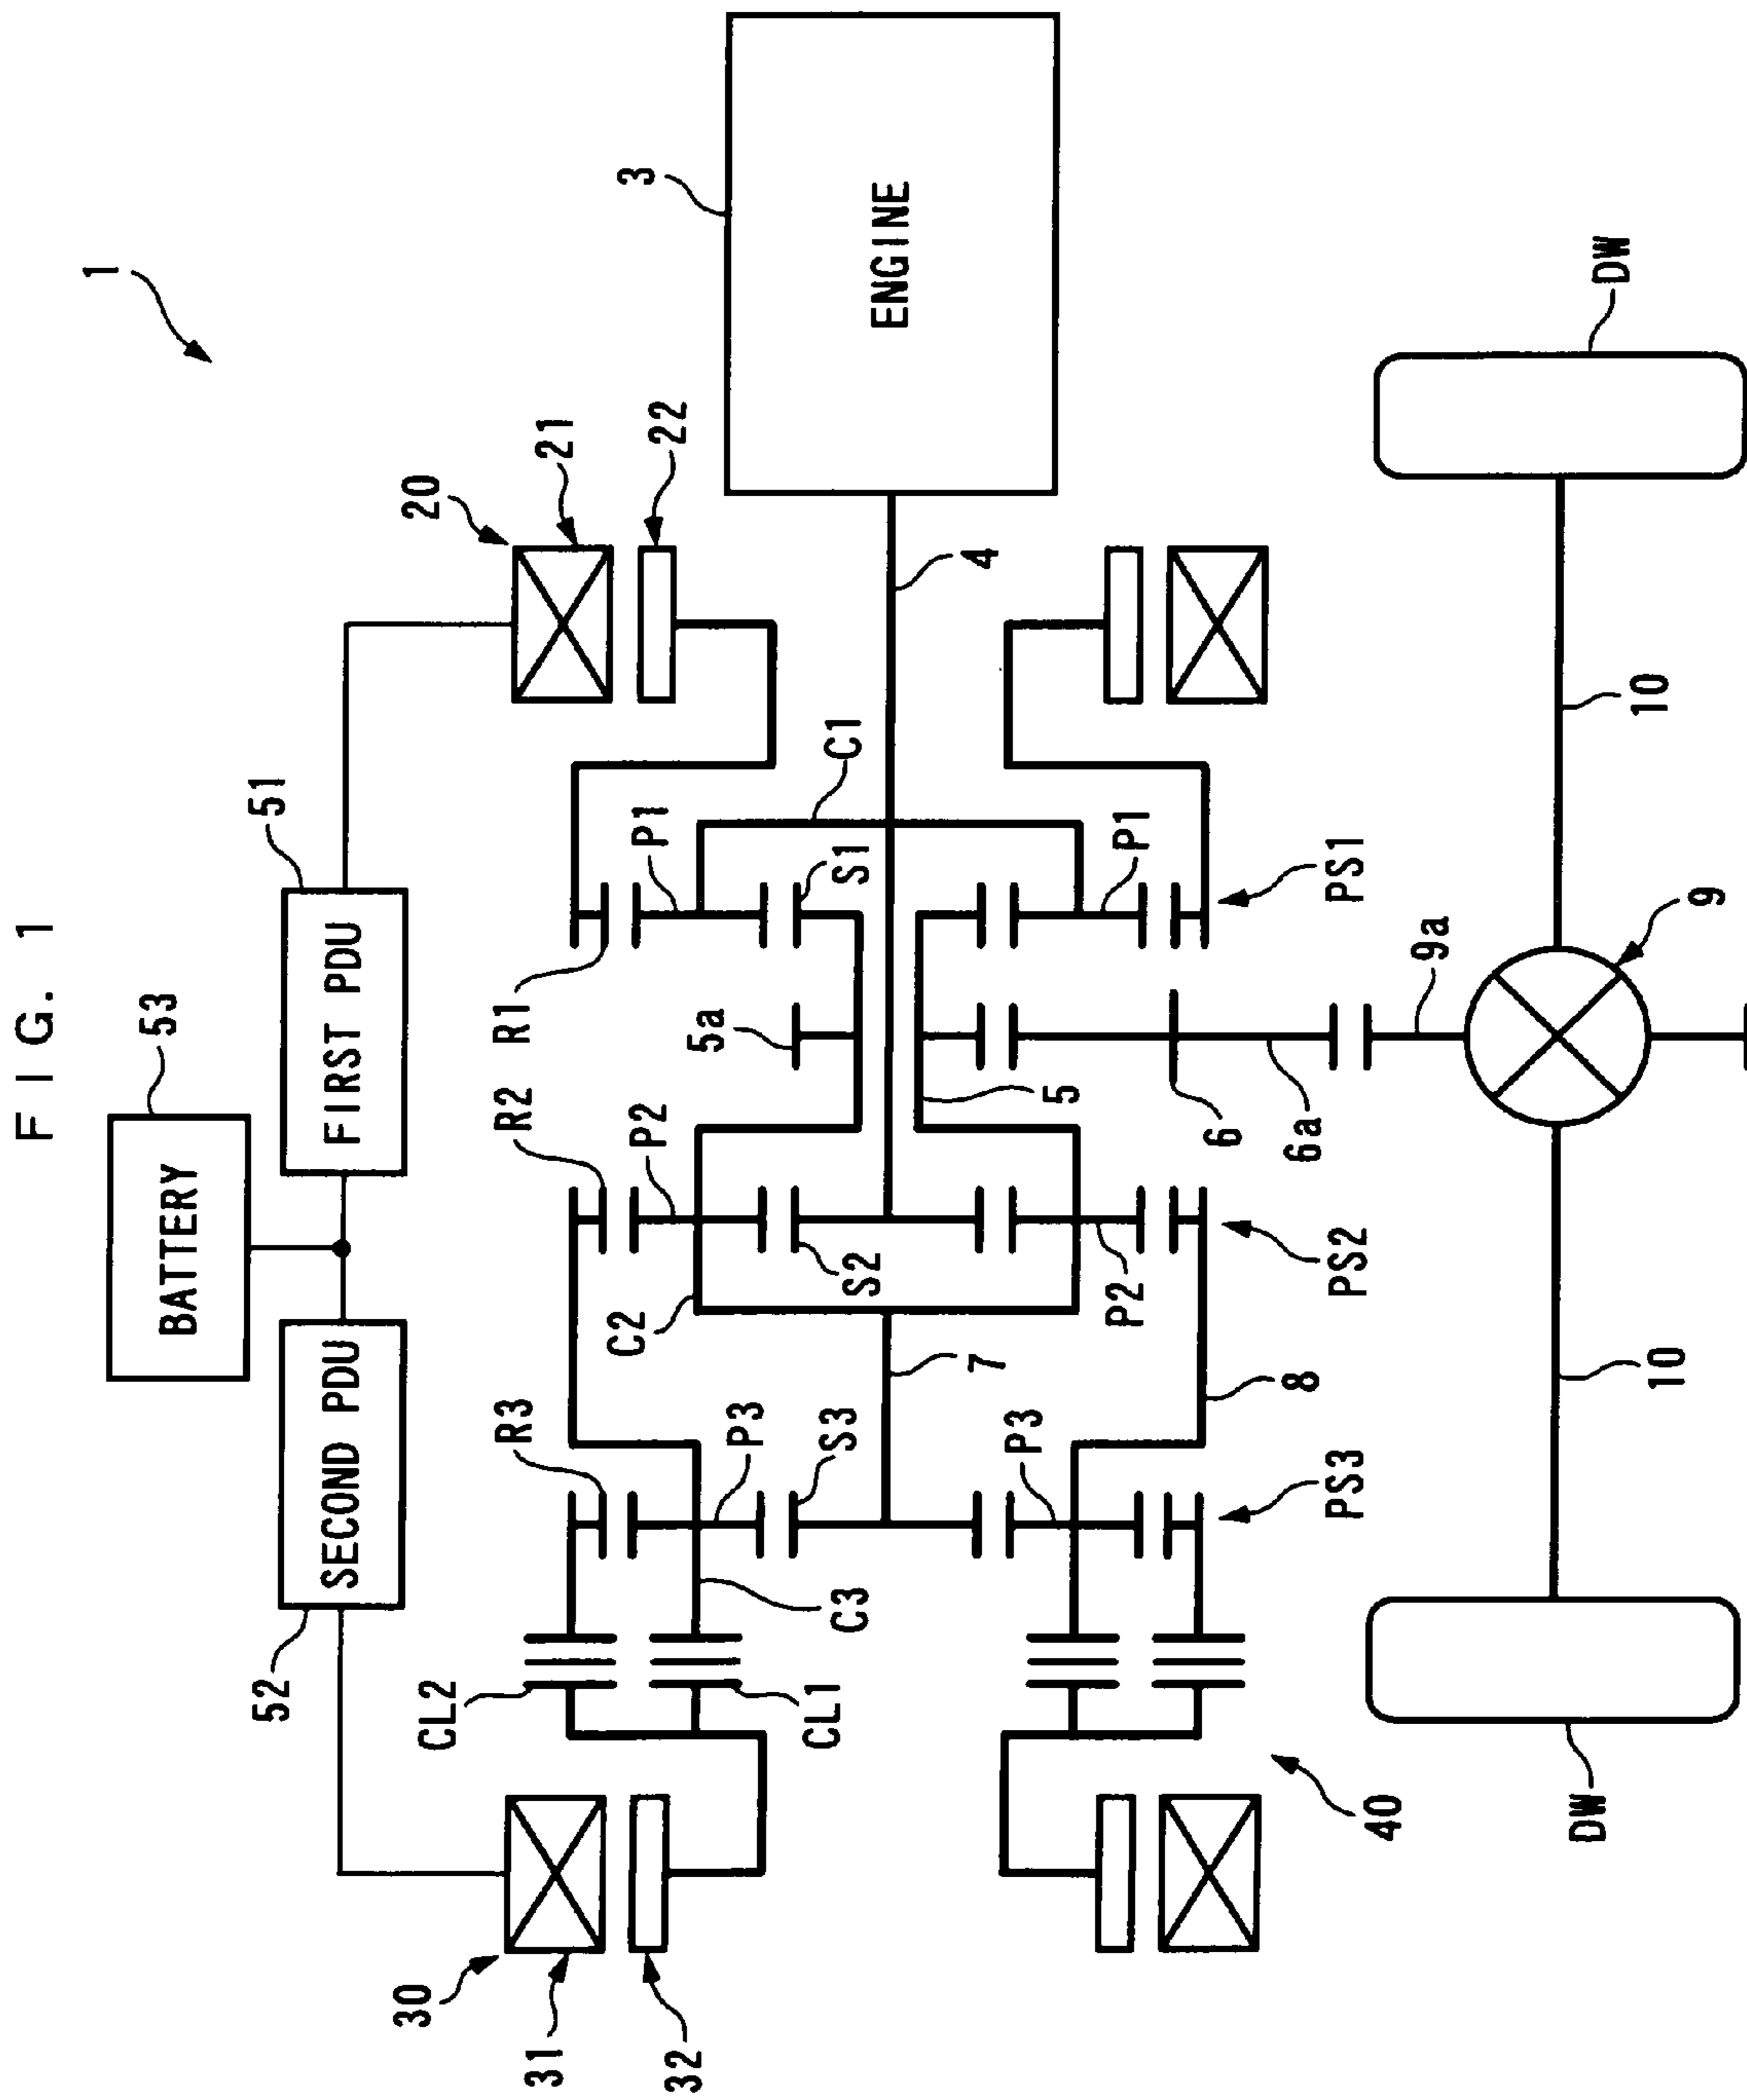 FIG. 1
1
53
BATTERY
52
SECOND PDU
51
FIRST PDU
30
31
32
20
21
22
CL2
CL1
R3
R2
R1
P3
P2
P1
C3
S3
C2
S2
5a
S1
C1
3
ENGINE
7
4
P3
P2
5
P1
8
6
40
PS3
PS2
6a
PS1
9a
DW
10
9
10
DW